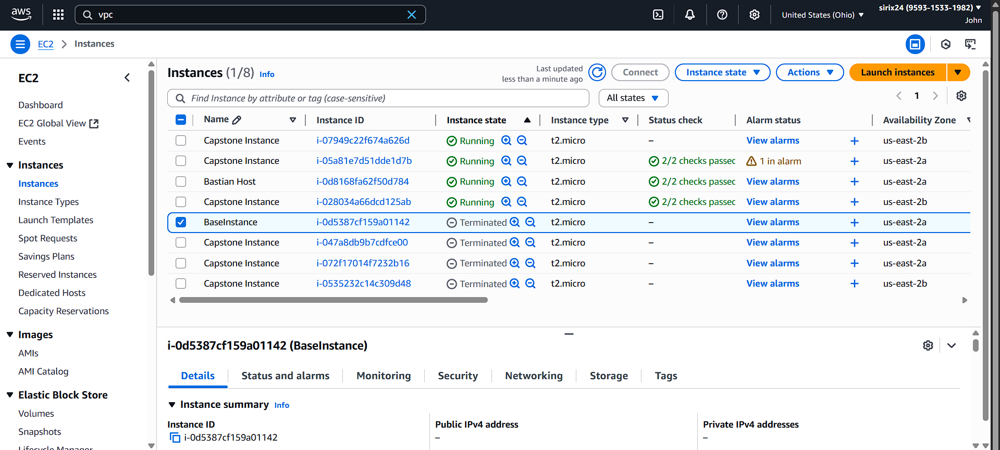 aws
vpc
United States (Ohio)
sirix24 (9593-1533-1982)
John
EC2
Instances
EC2
Dashboard
EC2 Global View
Events
Instances
Instances
Instance Types
Launch Templates
Spot Requests
Savings Plans
Reserved Instances
Dedicated Hosts
Capacity Reservations
Images
AMIs
AMI Catalog
Elastic Block Store
Volumes
Snapshots
Lifecycle Manager
Instances (1/8) Info
Last updated
less than a minute ago
Connect
Instance state
Actions
Launch instances
Find Instance by attribute or tag (case-sensitive)
All states
1
Name Instance ID Instance state Instance type Status check Alarm status Availability Zone
Capstone Instance i-07949c22f674a626d Running t2.micro – View alarms + us-east-2b
Capstone Instance i-05a81e7d51dde1d7b Running t2.micro 2/2 checks passed 1 in alarm + us-east-2a
Bastian Host i-0d8168fa62f50d784 Running t2.micro 2/2 checks passed View alarms + us-east-2a
Capstone Instance i-028034a66dcd125ab Running t2.micro 2/2 checks passed View alarms + us-east-2b
BaseInstance i-0d5387cf159a01142 Terminated t2.micro – View alarms + us-east-2a
Capstone Instance i-047a8db9b7cdfce00 Terminated t2.micro – View alarms + us-east-2a
Capstone Instance i-072f17014f7232b16 Terminated t2.micro – View alarms + us-east-2a
Capstone Instance i-0535232c14c309d48 Terminated t2.micro – View alarms + us-east-2b
i-0d5387cf159a01142 (BaseInstance)
Details Status and alarms Monitoring Security Networking Storage Tags
Instance summary Info
Instance ID
i-0d5387cf159a01142
Public IPv4 address
–
Private IPv4 addresses
–